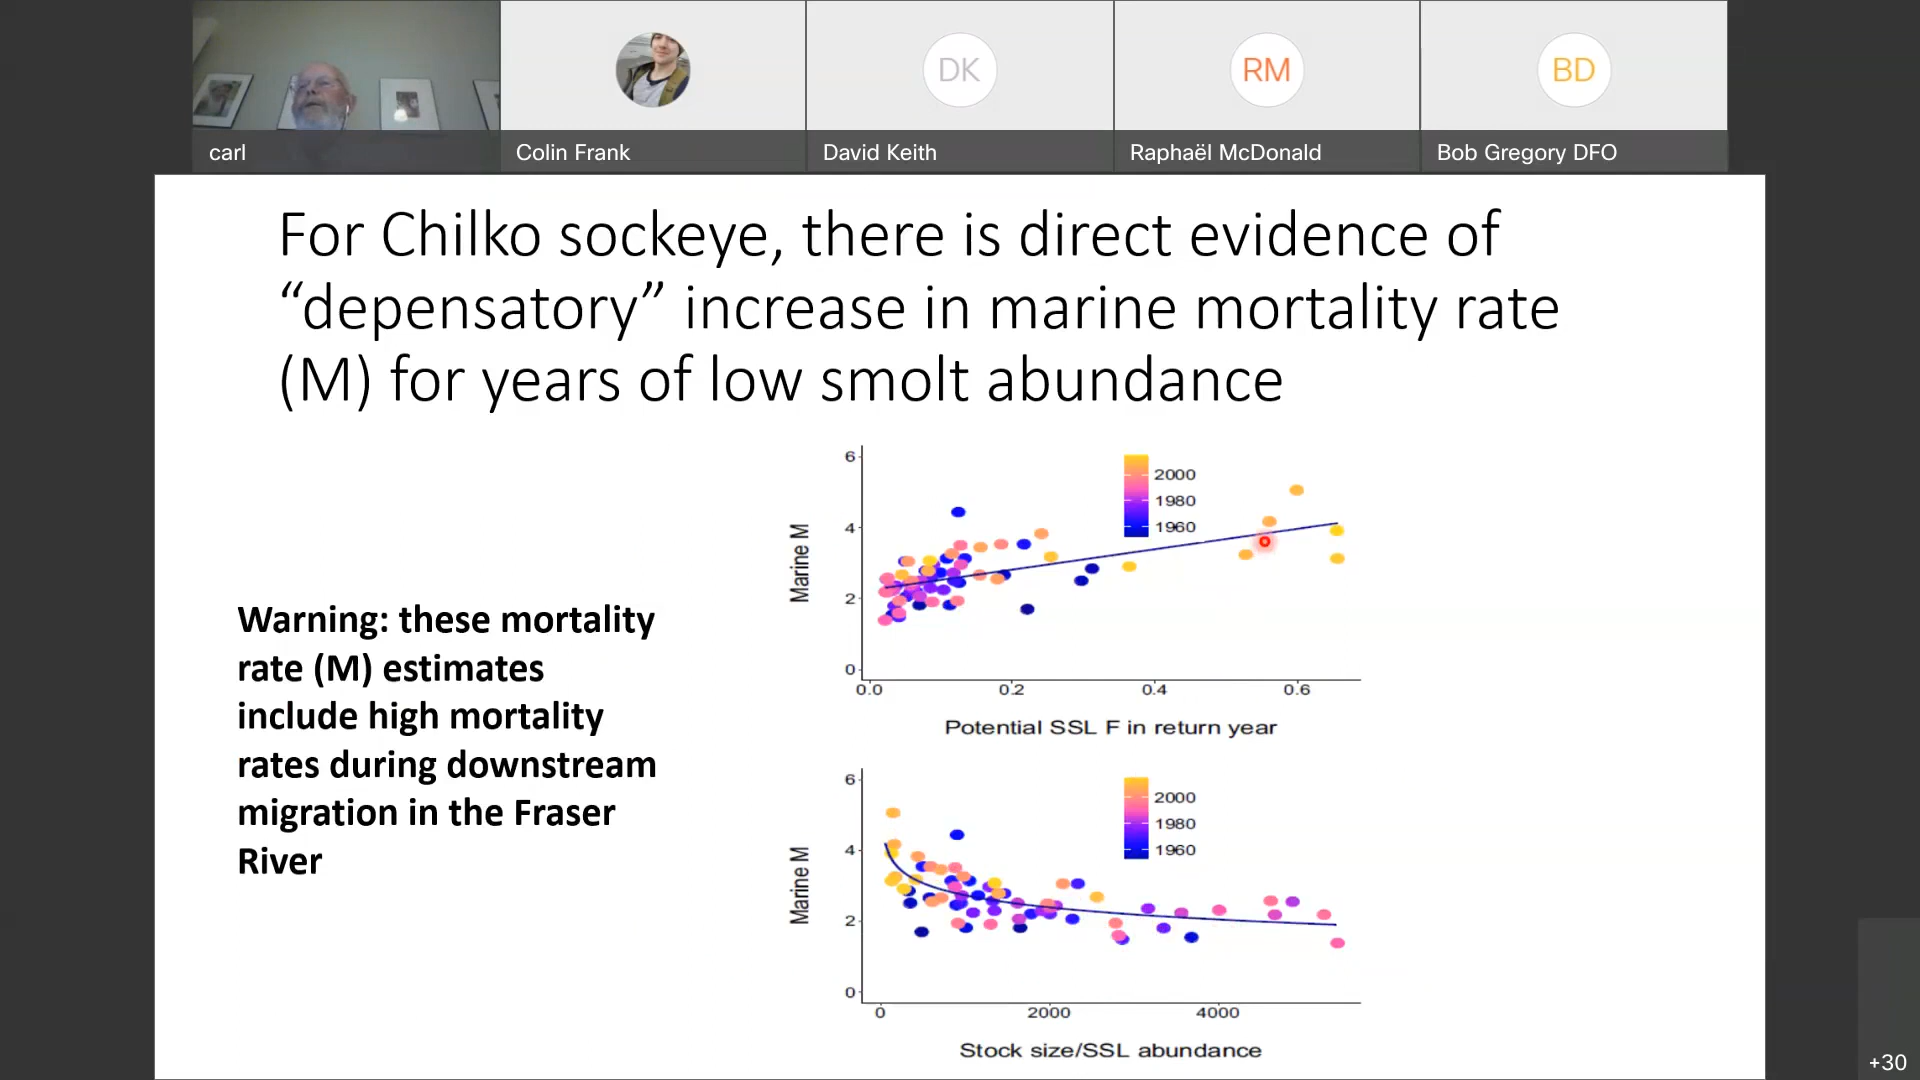 DK
RM
BD
carl
Colin Frank
David Keith
Raphaël McDonald
Bob Gregory DFO
For Chilko sockeye, there is direct evidence of
“depensatory” increase in marine mortality rate
(M) for years of low smolt abundance
Warning: these mortality
rate (M) estimates
include high mortality
rates during downstream
migration in the Fraser
River
6
4
2
0
Marine M
2000
1980
1960
0.0
0.2
0.4
0.6
Potential SSL F in return year
6
4
2
0
Marine M
2000
1980
1960
0
2000
4000
Stock size/SSL abundance
+30